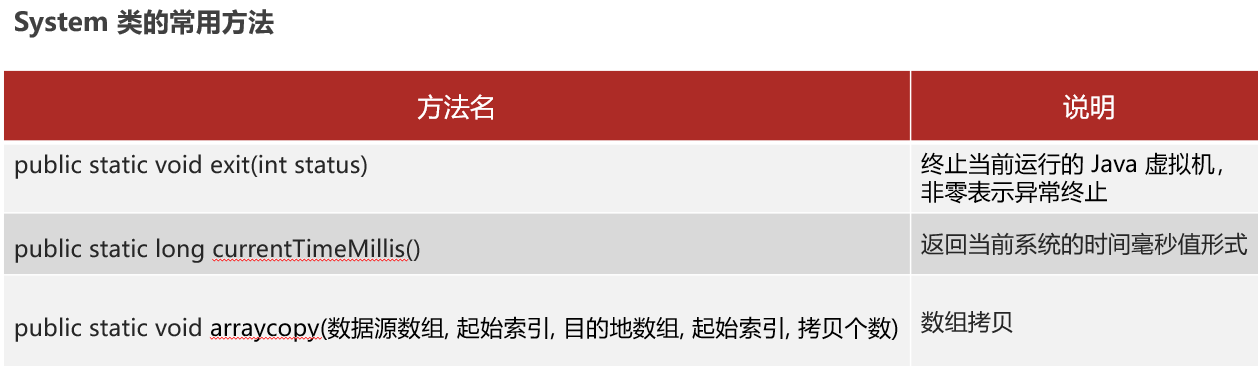 System 类的常用方法
方法名
说明
public static void exit(int status)
终止当前运行的 Java 虚拟机，
非零表示异常终止
public static long currentTimeMillis()
返回当前系统的时间毫秒值形式
public static void arraycopy(数据源数组, 起始索引, 目的地数组, 起始索引, 拷贝个数)
数组拷贝